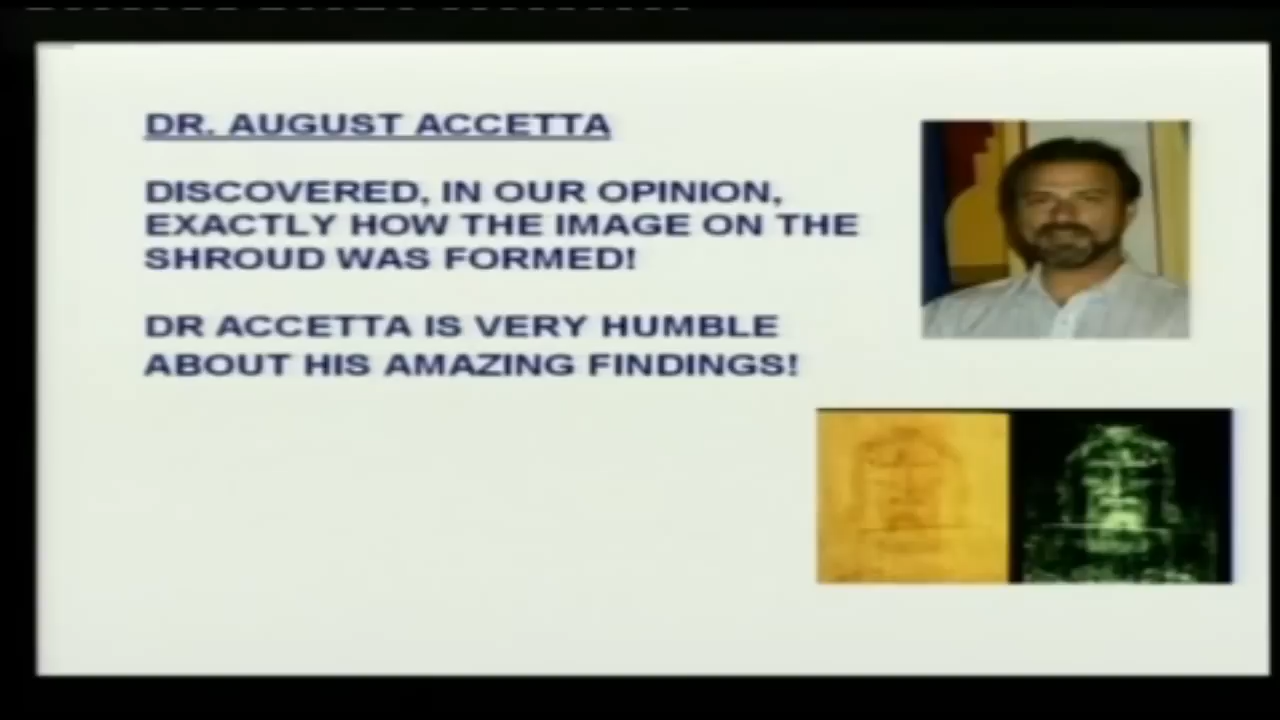 DR. AUGUST ACCETTA
DISCOVERED, IN OUR OPINION,
EXACTLY HOW THE IMAGE ON THE
SHROUD WAS FORMED!
DR ACCETTA IS VERY HUMBLE
ABOUT HIS AMAZING FINDINGS!